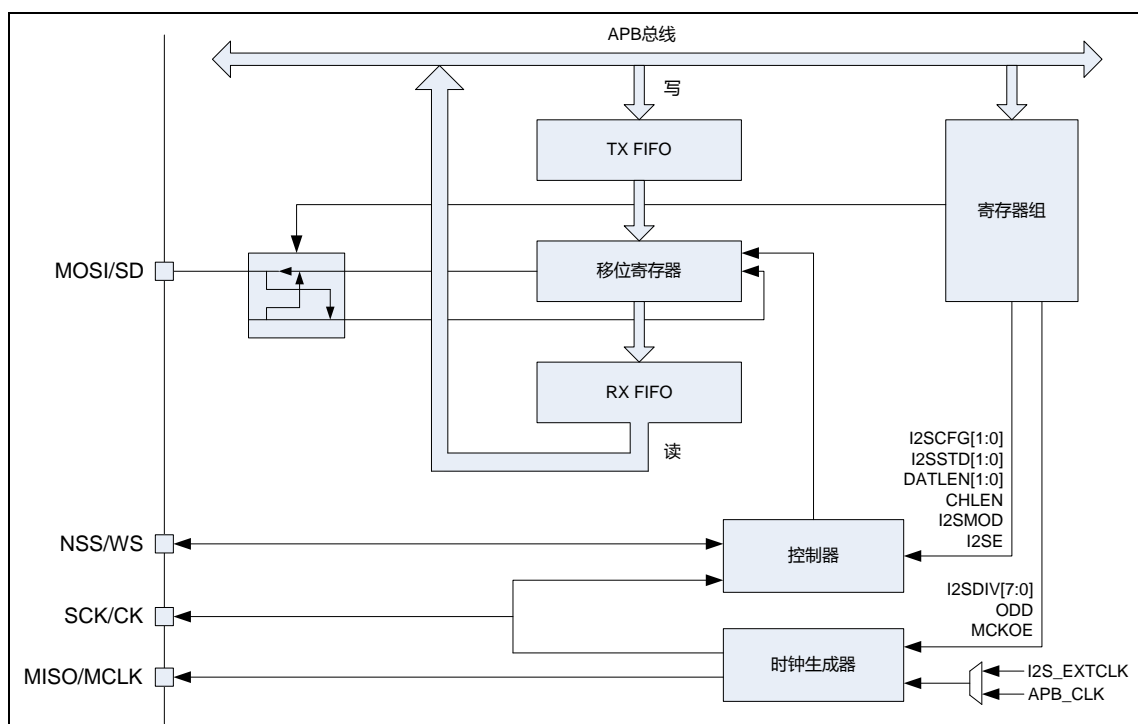 APB总线
写
TX FIFO
寄存器组
MOSI/SD
移位寄存器
RX FIFO
读
I2SCFG[1:0]
I2SSTD[1:0]
DATLEN[1:0]
CHLEN
I2SMOD
I2SE
NSS/WS
控制器
I2SDIV[7:0]
ODD
MCKOE
SCK/CK
时钟生成器
MISO/MCLK
I2S_EXTCLK
APB_CLK